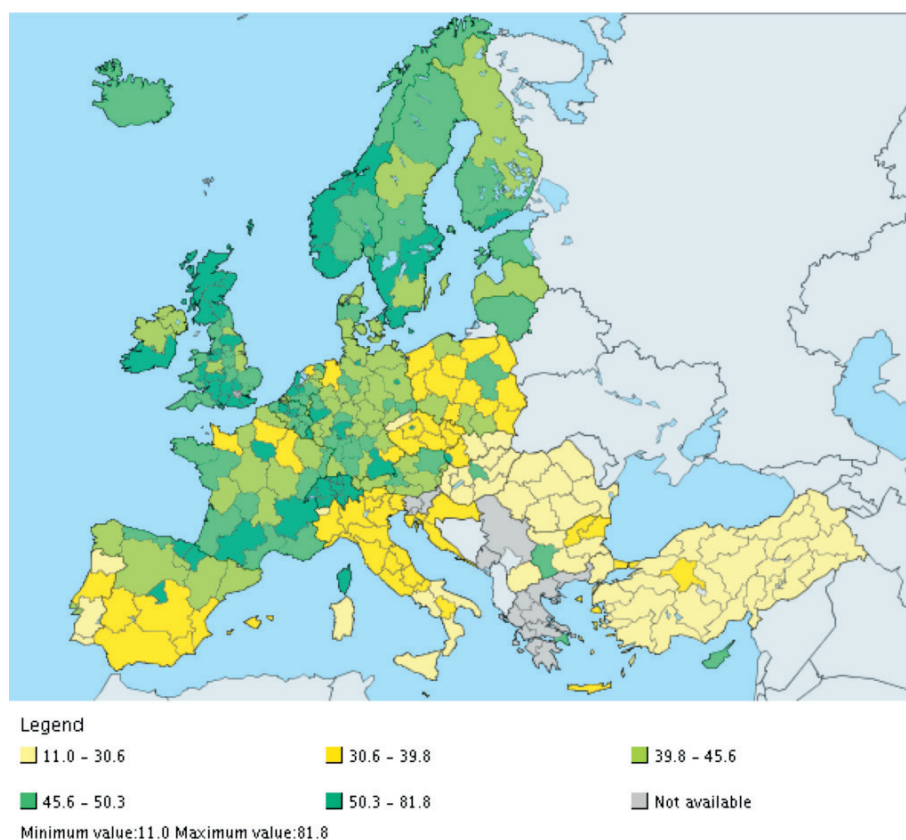 Legend
11.0 - 30.6
30.6 - 39.8
39.8 - 45.6
45.6 - 50.3
50.3 - 81.8
Not available
Minimum value:11.0 Maximum value:81.8